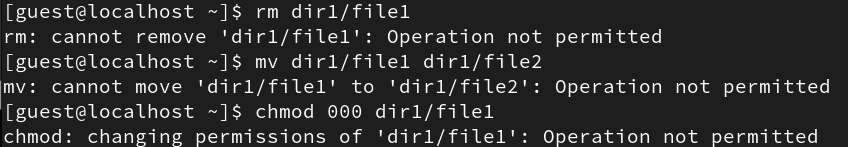 [guest@localhost ~]$ rm dir1/file1
rm: cannot remove 'dir1/file1': Operation not permitted
[guest@localhost ~]$ mv dir1/file1 dir1/file2
mv: cannot move 'dir1/file1' to 'dir1/file2': Operation not permitted
[guest@localhost ~]$ chmod 000 dir1/file1
chmod: changing permissions of 'dir1/file1': Operation not permitted